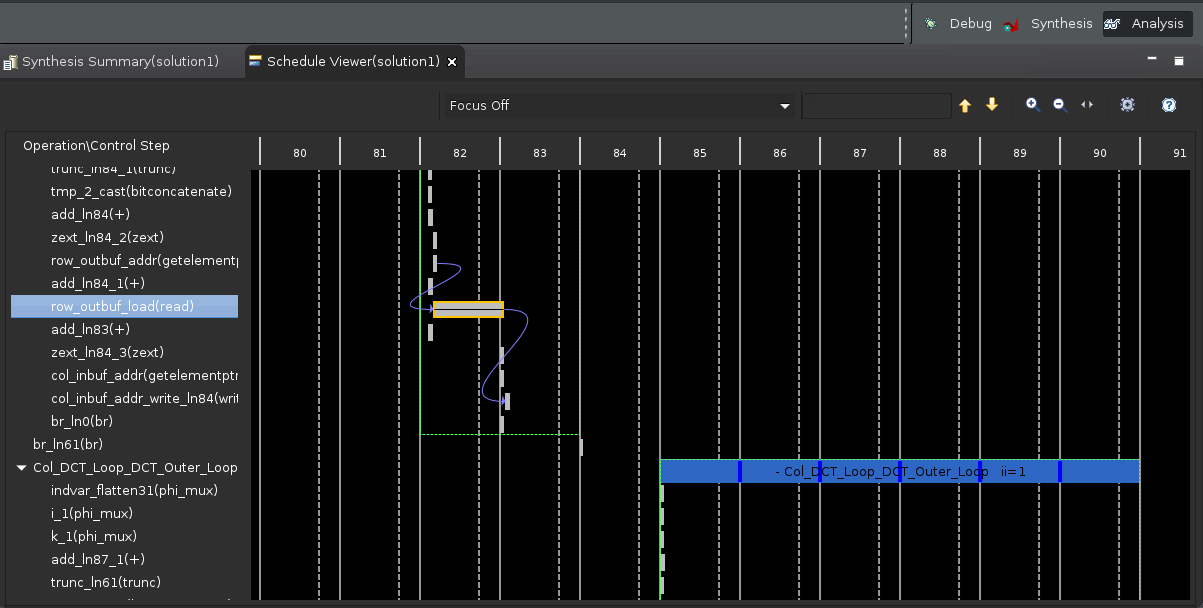 Debug Synthesis Analysis
Synthesis Summary(solution1) Schedule Viewer(solution1)
Focus Off
Operation\Control Step 80 81 82 83 84 85 86 87 88 89 90 91
trunc_ln84_1(trunc)
tmp_2_cast(bitconcatenate)
add_ln84(+)
zext_ln84_2(zext)
row_outbuf_addr(getelementp
add_ln84_1(+)
row_outbuf_load(read)
add_ln83(+)
zext_ln84_3(zext)
col_inbuf_addr(getelementptr
col_inbuf_addr_write_ln84(writ
br_ln0(br)
br_ln61(br)
Col_DCT_Loop_DCT_Outer_Loop - Col_DCT_Loop_DCT_Outer_Loop ii=1
indvar_flatten31(phi_mux)
i_1(phi_mux)
k_1(phi_mux)
add_ln87_1(+)
trunc_ln61(trunc)